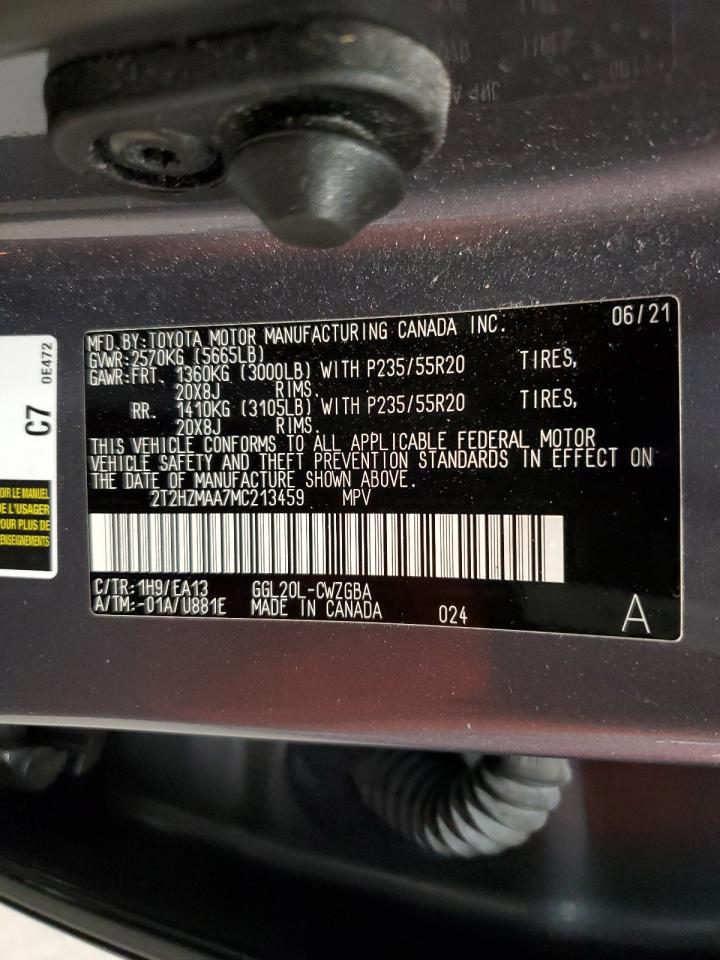 MFD.BY:TOYOTA MOTOR MANUFACTURING CANADA INC. 06/21
GVWR:2570KG (5665LB)
GAWR:FRT. 1360KG (3000LB) WITH P235/55R20 TIRES,
20X8J RIMS.
RR. 1410KG (3105LB) WITH P235/55R20 TIRES,
20X8J RIMS.
THIS VEHICLE CONFORMS TO ALL APPLICABLE FEDERAL MOTOR
VEHICLE SAFETY AND THEFT PREVENTION STANDARDS IN EFFECT ON
THE DATE OF MANUFACTURE SHOWN ABOVE.
2T2HZMAA7MC213459 MPV
C/TR:1H9/EA13 GGL20L-CWZGBA
A/TM:-01A/U881E MADE IN CANADA 024 A
C7
0E472
OIR LE MANUEL
DE L'USAGER
POUR PLUS DE
RENSEIGNEMENTS